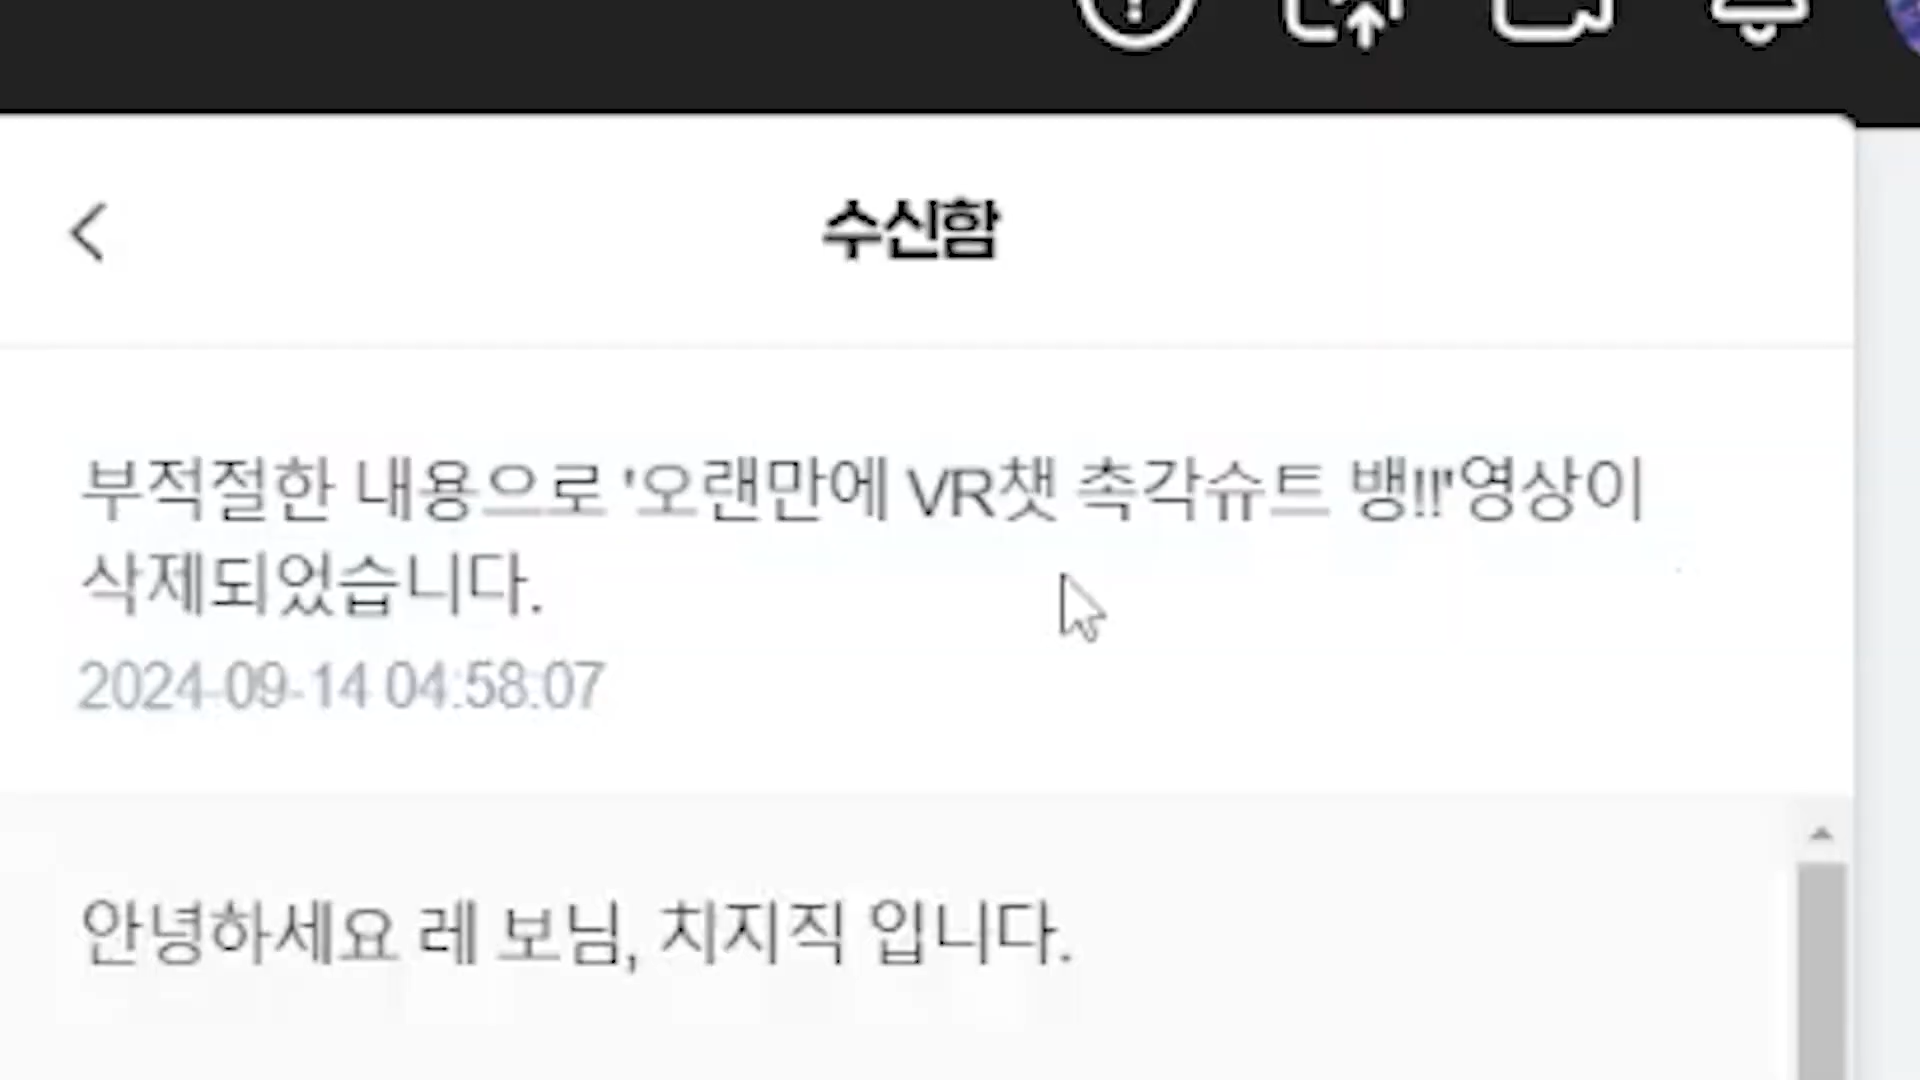 수신함
부적절한 내용으로 '오랜만에 VR챗 촉각슈트 뱅!!'영상이
삭제되었습니다.
2024-09-14 04:58:07
안녕하세요 레 보님, 치지직 입니다.